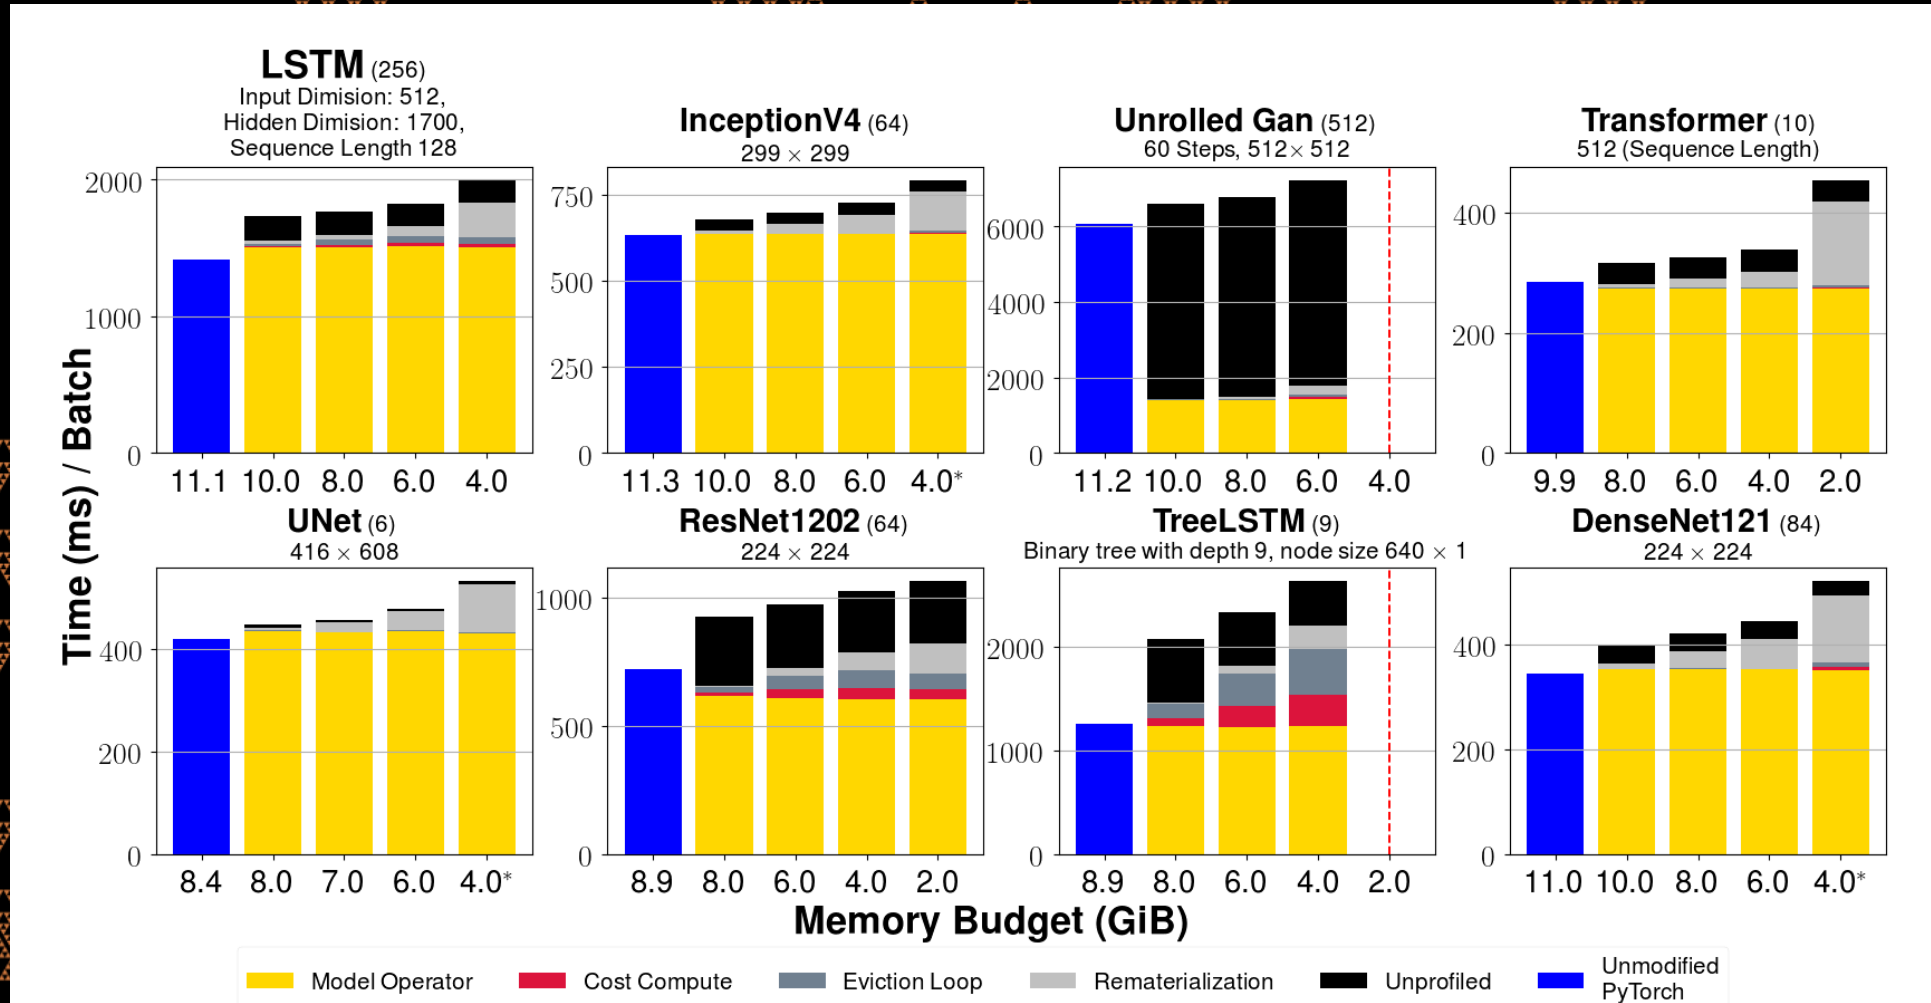 LSTM (256)
Input Dimision: 512,
Hidden Dimision: 1700,
Sequence Length 128
2000
1000
0
11.1 10.0 8.0 6.0 4.0
InceptionV4 (64)
299 × 299
750
500
250
0
11.3 10.0 8.0 6.0 4.0*
Unrolled Gan (512)
60 Steps, 512× 512
6000
4000
2000
0
11.2 10.0 8.0 6.0 4.0
Transformer (10)
512 (Sequence Length)
400
200
0
9.9 8.0 6.0 4.0 2.0
Time (ms) / Batch
UNet (6)
416 × 608
400
200
0
8.4 8.0 7.0 6.0 4.0*
ResNet1202 (64)
224 × 224
1000
500
0
8.9 8.0 6.0 4.0 2.0
TreeLSTM (9)
Binary tree with depth 9, node size 640 × 1
2000
1000
0
8.9 8.0 6.0 4.0 2.0
DenseNet121 (84)
224 × 224
400
200
0
11.0 10.0 8.0 6.0 4.0*
Memory Budget (GiB)
Model Operator
Cost Compute
Eviction Loop
Rematerialization
Unprofiled
Unmodified
PyTorch